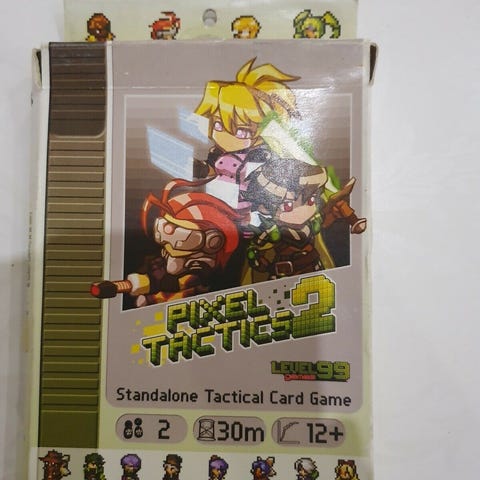 PIXEL
TACTICS 2
LEVEL 99
GAMES
Standalone Tactical Card Game
2 30m 12+